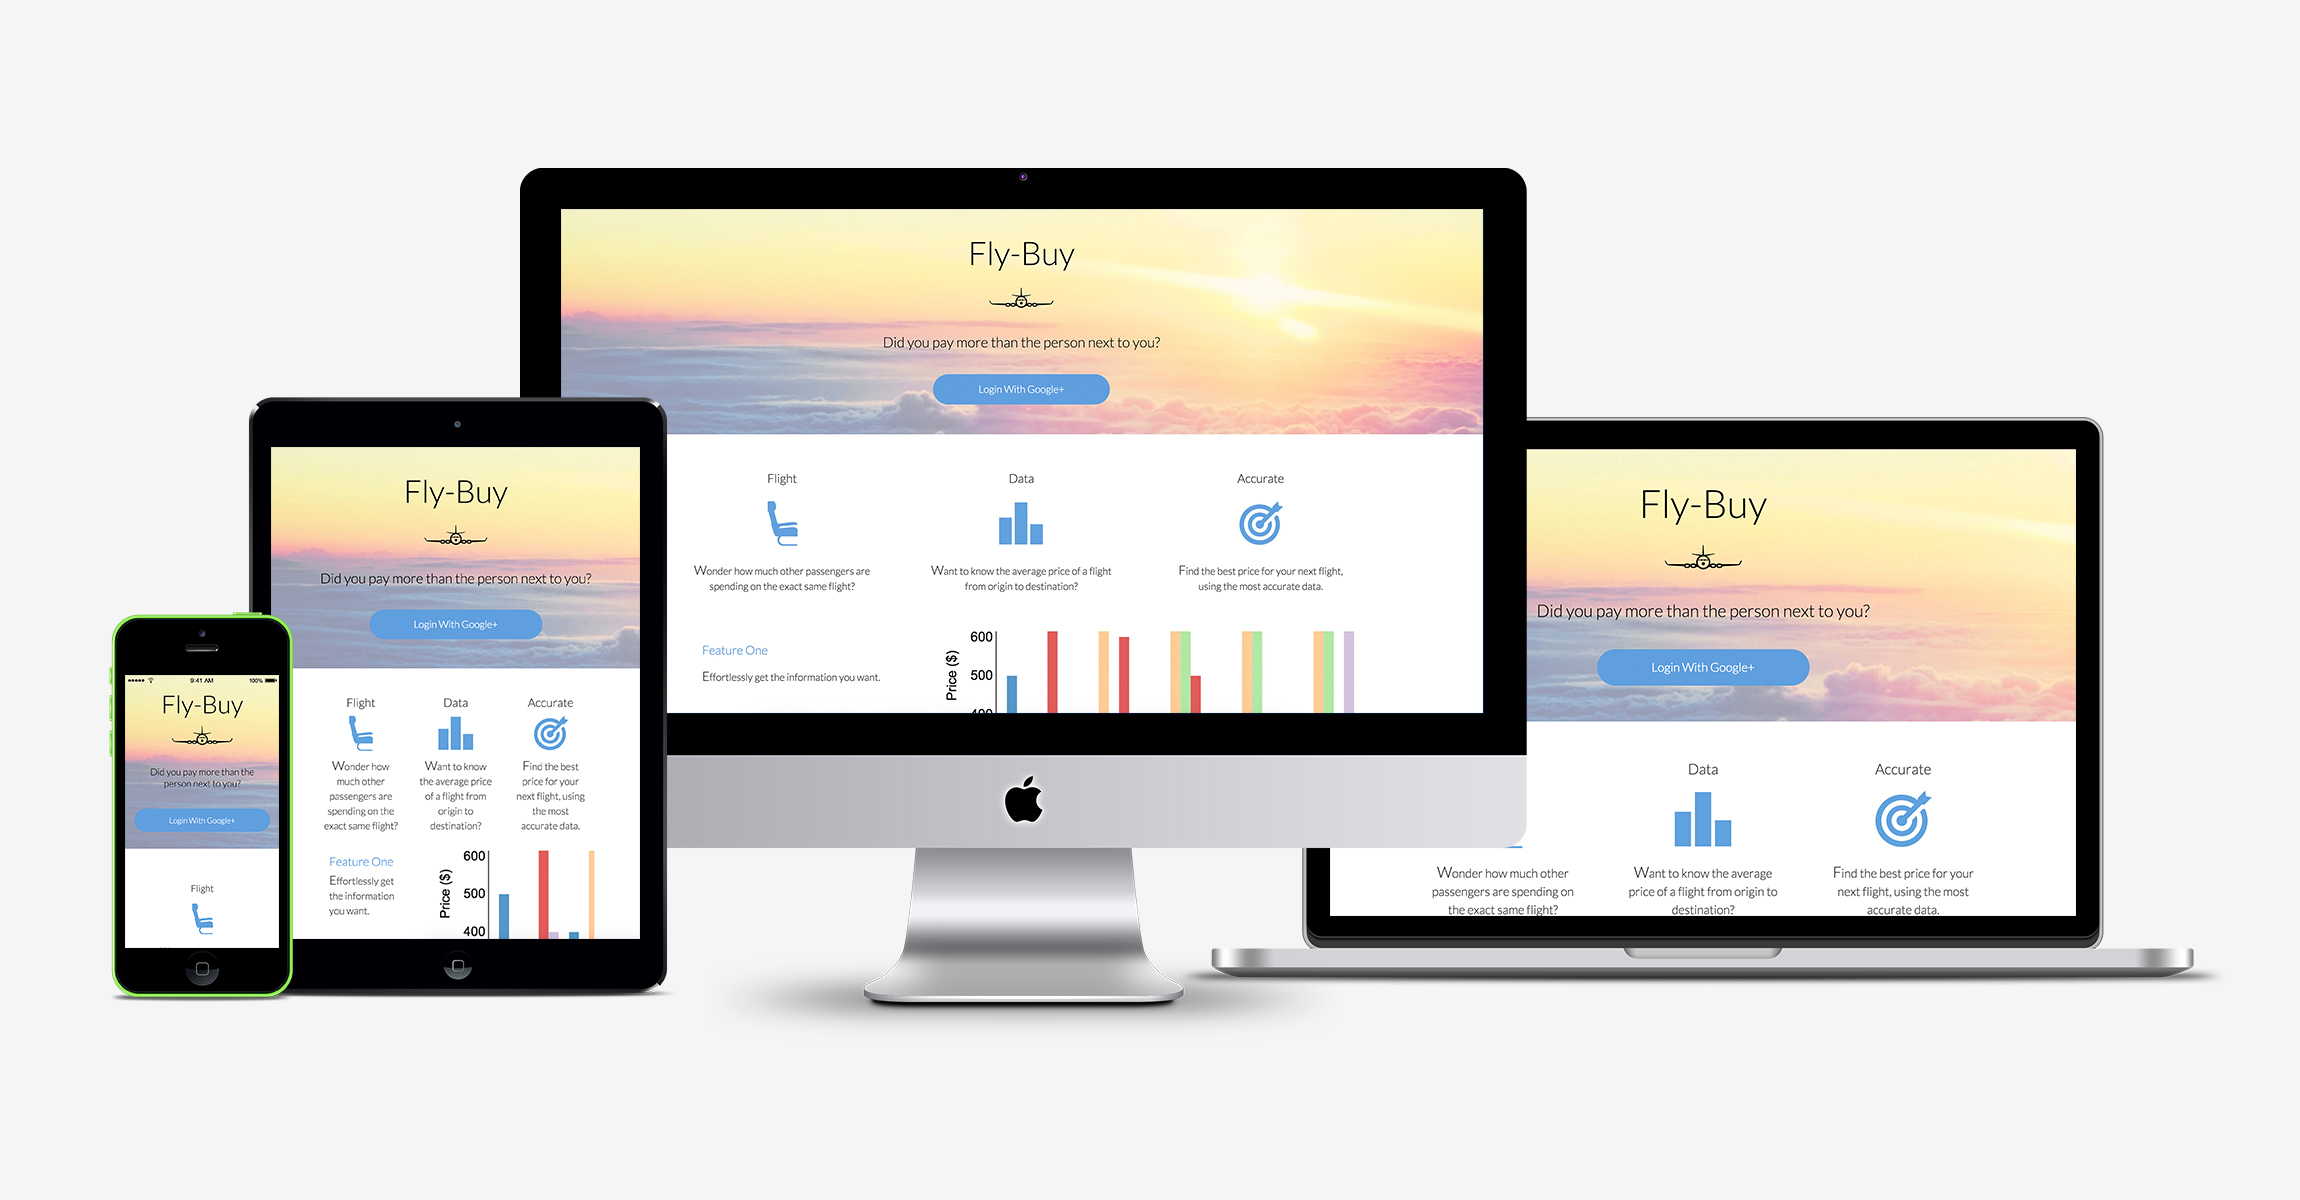 Fly-Buy
Did you pay more than the person next to you?
Login With Google+
Flight
Data
Accurate
Wonder how much other passengers are
spending on the exact same flight?
Want to know the average price of a flight
from origin to destination?
Find the best price for your next flight,
using the most accurate data.
Feature One
Effortlessly get the information you want.
Price ($)
600
500
400
Fly-Buy
Did you pay more than the person next to you?
Login With Google+
Flight
Data
Accurate
Wonder how
much other
passengers are
spending on the
exact same flight?
Want to know
the average price
of a flight from
origin to
destination?
Find the best
price for your
next flight, using
the most
accurate data.
Feature One
Effortlessly get
the information
you want.
Price ($)
600
500
400
9:41 AM
100%
Fly-Buy
Did you pay more than the
person next to you?
Login With Google+
Flight
Fly-Buy
Did you pay more than the person next to you?
Login With Google+
Data
Accurate
Wonder how much other
passengers are spending on
the exact same flight?
Want to know the average
price of a flight from origin to
destination?
Find the best price for your
next flight, using the most
accurate data.